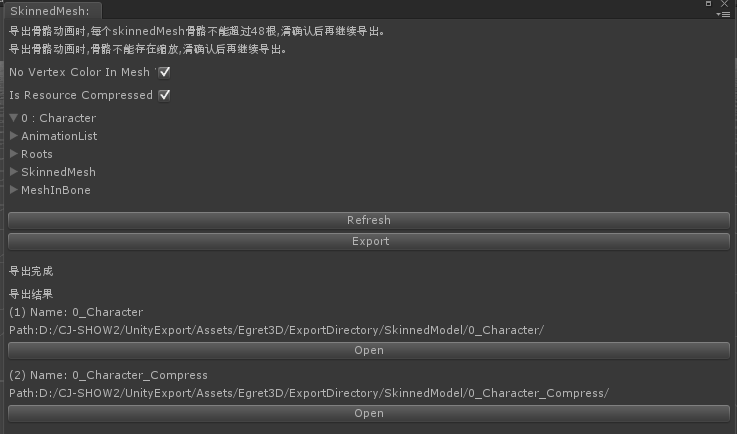 SkinnedMesh:
导出骨骼动画时,每个skinnedMesh骨骼不能超过48根,请确认后再继续导出。
导出骨骼动画时,骨骼不能存在缩放,请确认后再继续导出。
No Vertex Color In Mesh
Is Resource Compressed
0 : Character
AnimationList
Roots
SkinnedMesh
MeshInBone
Refresh
Export
导出完成
导出结果
(1) Name: 0_Character
Path:D:/CJ-SHOW2/UnityExport/Assets/Egret3D/ExportDirectory/SkinnedModel/0_Character/
Open
(2) Name: 0_Character_Compress
Path:D:/CJ-SHOW2/UnityExport/Assets/Egret3D/ExportDirectory/SkinnedModel/0_Character_Compress/
Open